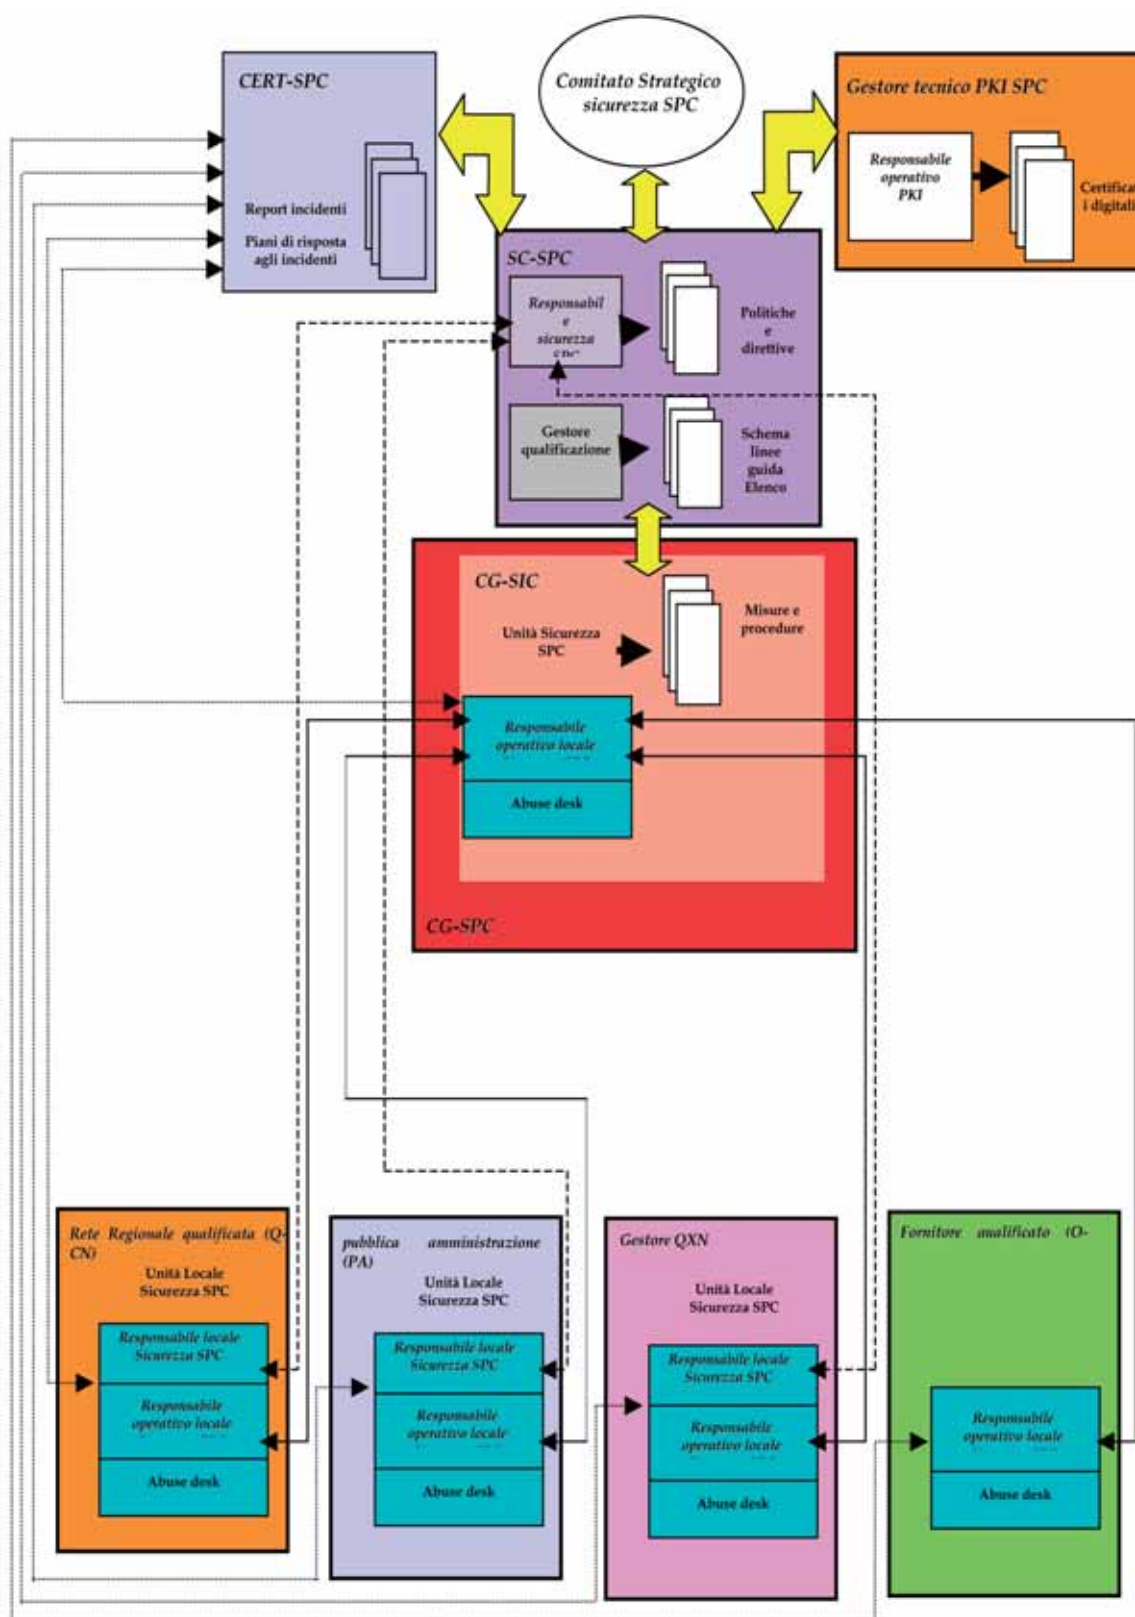 CERT-SPC
Report incidenti
Piani di risposta
agli incidenti
Comitato Strategico
sicurezza SPC
Gestore tecnico PKI SPC
Responsabile
operativo
PKI
Certificat
i digitali
SC-SPC
Responsabil
e
sicurezza
Politiche
e
direttive
Gestore
qualificazione
Schema
linee
guida
Elenco
CG-SIC
Unità Sicurezza
SPC
Misure e
procedure
Responsabile
operativo locale
Abuse desk
CG-SPC
Rete Regionale qualificata (Q-
CN)
Unità Locale
Sicurezza SPC
Responsabile locale
Sicurezza SPC
Responsabile
operativo locale
Abuse desk
pubblica amministrazione
(PA)
Unità Locale
Sicurezza SPC
Responsabile locale
Sicurezza SPC
Responsabile
operativo locale
Abuse desk
Gestore QXN
Unità Locale
Sicurezza SPC
Responsabile locale
Sicurezza SPC
Responsabile
operativo locale
Abuse desk
Fornitore qualificato
Responsabile
operativo locale
Abuse desk